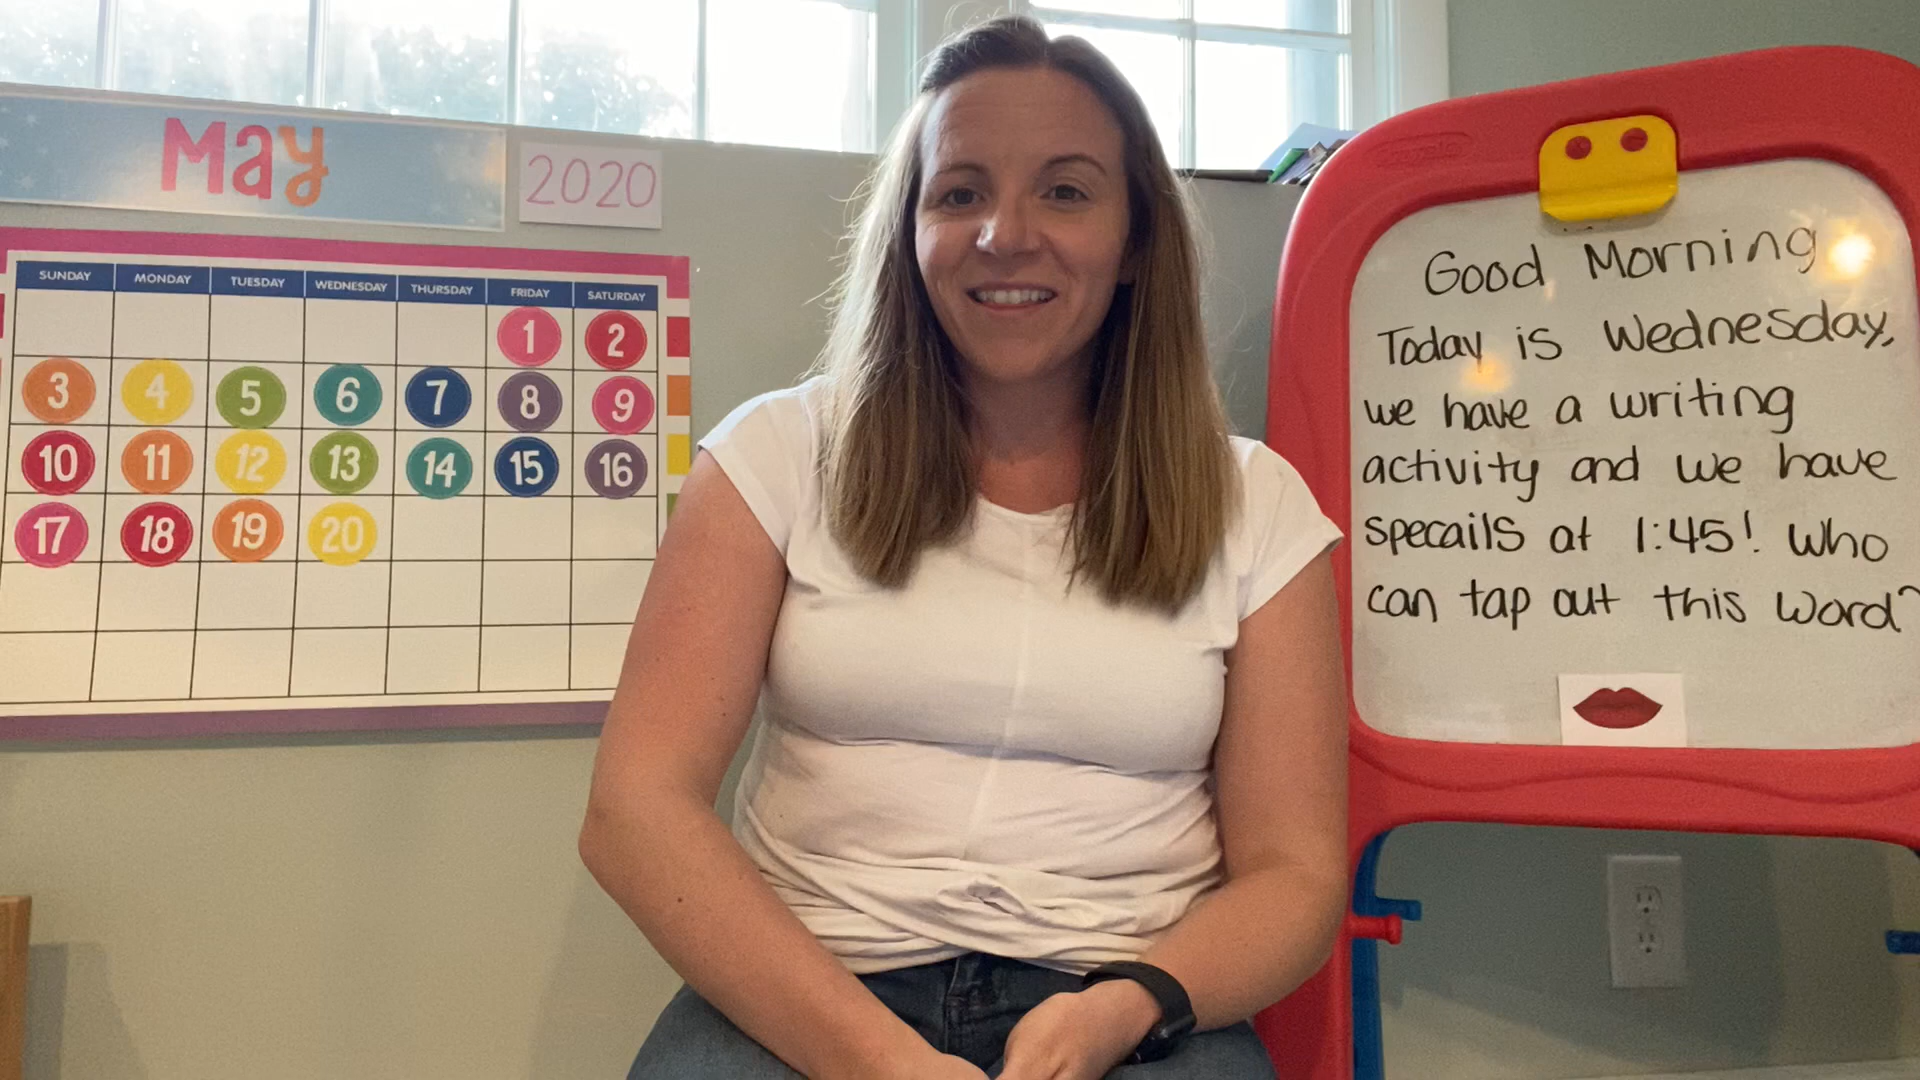 May
2020
SUNDAY MONDAY TUESDAY WEDNESDAY THURSDAY FRIDAY SATURDAY
1 2
3 4 5 6 7 8 9
10 11 12 13 14 15 16
17 18 19 20
Good Morning
Today is Wednesday,
we have a writing
activity and we have
specails at 1:45! Who
can tap out this word?